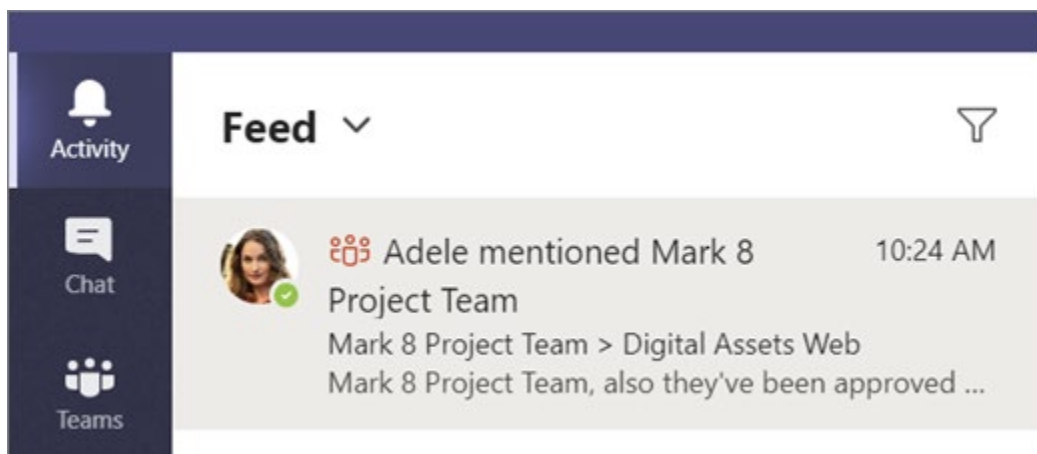 Activity
Chat
Teams
Feed
Adele mentioned Mark 8 10:24 AM
Project Team
Mark 8 Project Team > Digital Assets Web
Mark 8 Project Team, also they've been approved ...